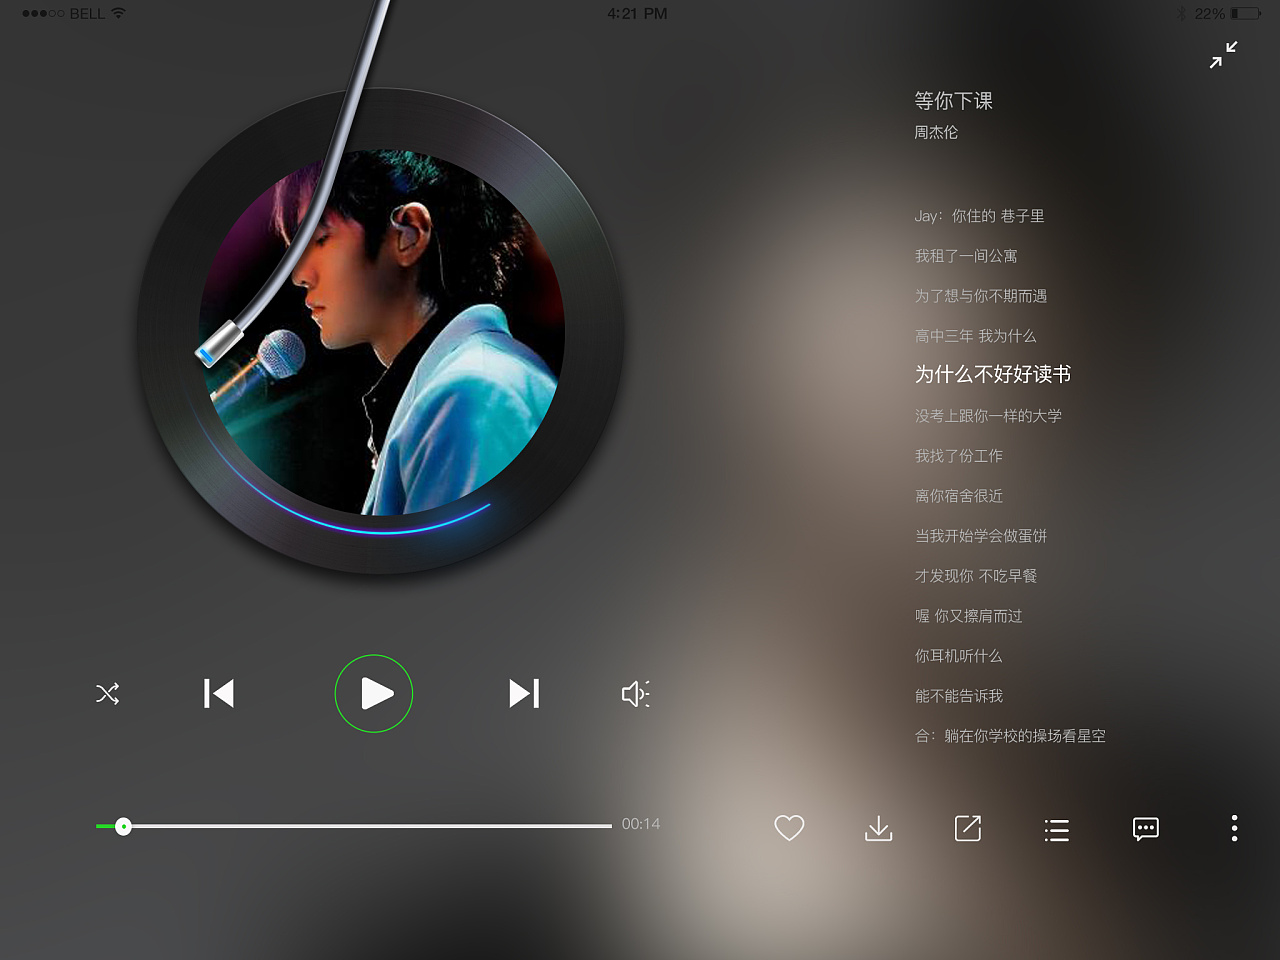 BELL
4:21 PM
22%
等你下课
周杰伦
Jay：你住的 巷子里
我租了一间公寓
为了想与你不期而遇
高中三年 我为什么
为什么不好好读书
没考上跟你一样的大学
我找了份工作
离你宿舍很近
当我开始学会做蛋饼
才发现你 不吃早餐
喔 你又擦肩而过
你耳机听什么
能不能告诉我
合：躺在你学校的操场看星空
00:14